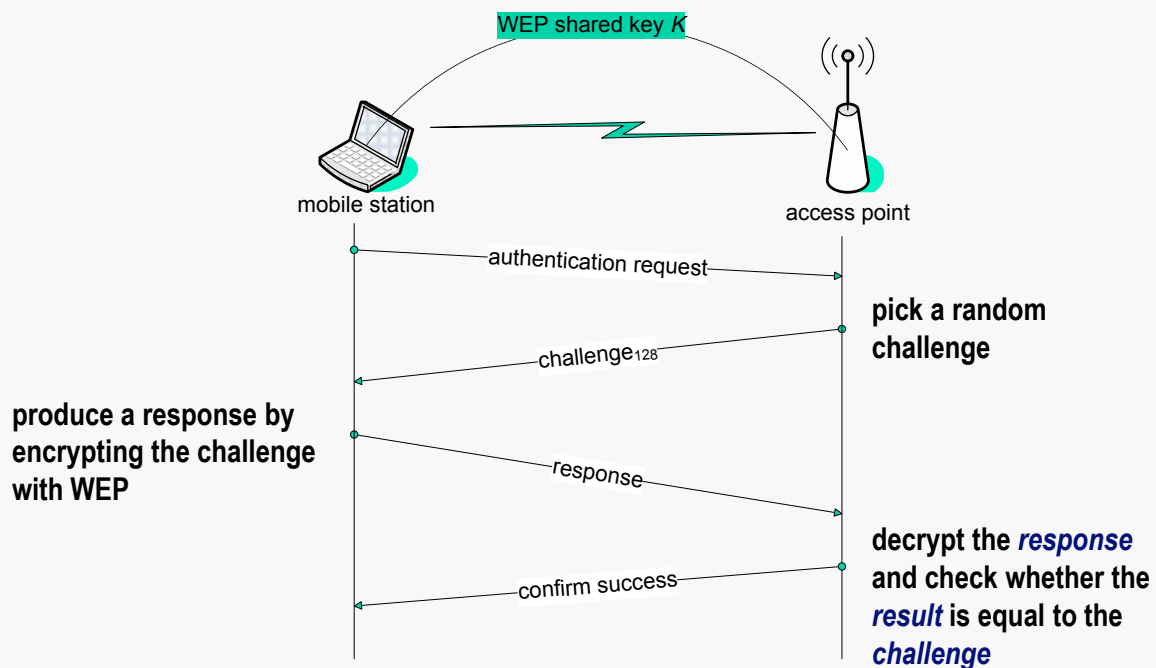 WEP shared key K
mobile station
access point
authentication request
pick a random
challenge
challenge128
produce a response by
encrypting the challenge
with WEP
response
decrypt the response
and check whether the
result is equal to the
challenge
confirm success